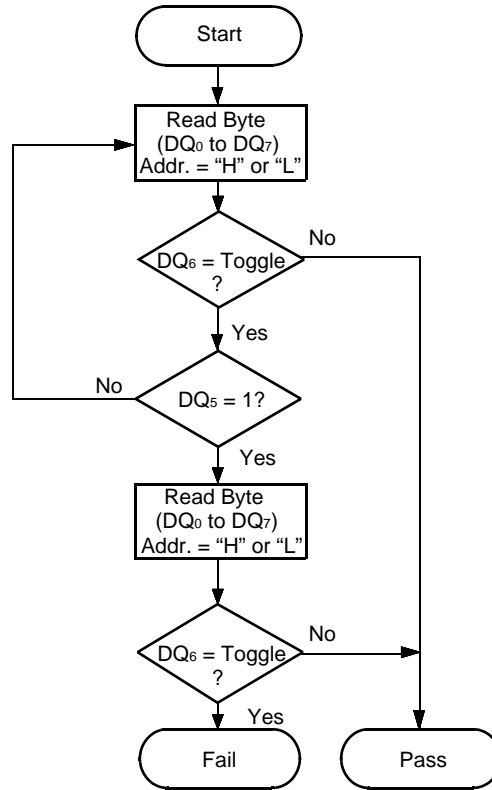 Start
Read Byte
(DQ₀ to DQ₇)
Addr. = “H” or “L”
No
DQ₆ = Toggle
?
Yes
No
DQ₅ = 1?
Yes
Read Byte
(DQ₀ to DQ₇)
Addr. = “H” or “L”
No
DQ₆ = Toggle
?
Yes
Fail
Pass